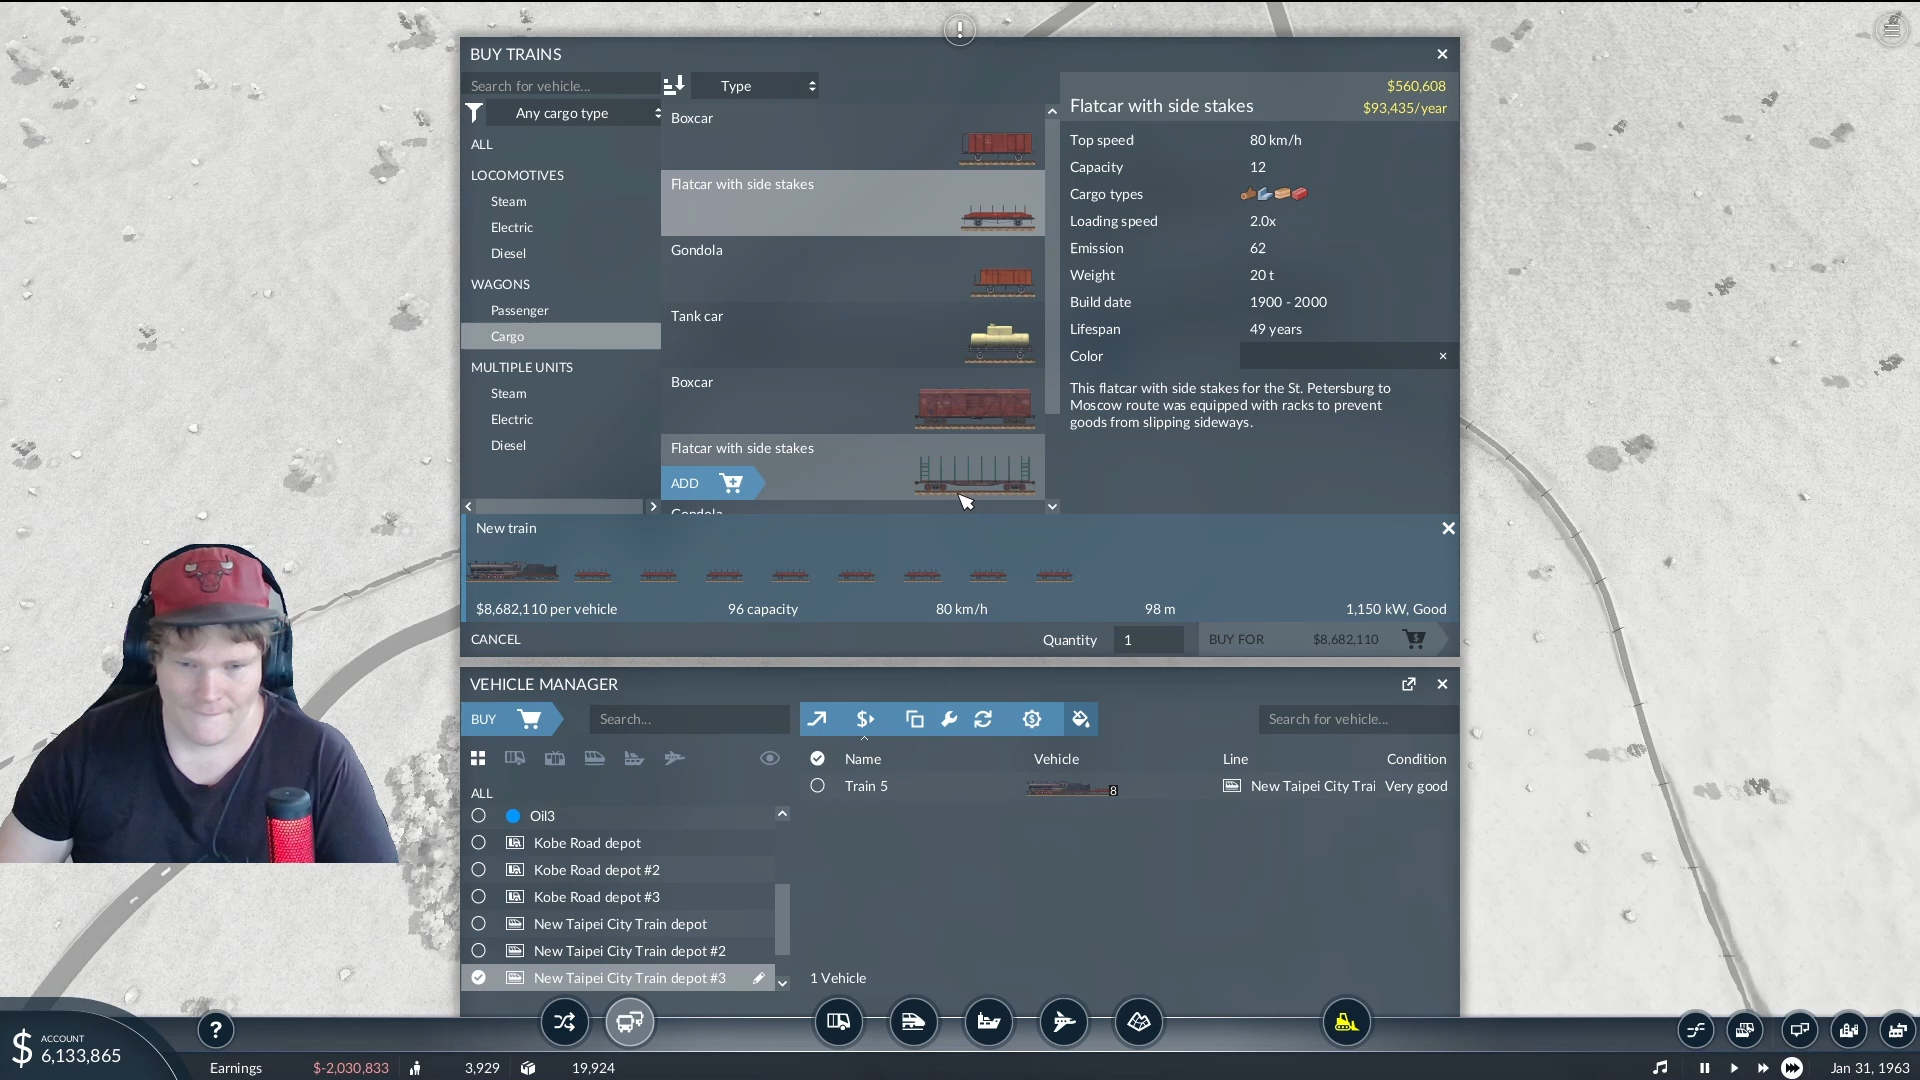 BUY TRAINS
Search for vehicle...
Type
Any cargo type
ALL
LOCOMOTIVES
Steam
Electric
Diesel
WAGONS
Passenger
Cargo
MULTIPLE UNITS
Steam
Electric
Diesel
Boxcar
Flatcar with side stakes
Gondola
Tank car
Boxcar
Flatcar with side stakes
ADD
Gondola
$560,608
Flatcar with side stakes $93,435/year
Top speed 80 km/h
Capacity 12
Cargo types
Loading speed 2.0x
Emission 62
Weight 20 t
Build date 1900 - 2000
Lifespan 49 years
Color
This flatcar with side stakes for the St. Petersburg to
Moscow route was equipped with racks to prevent
goods from slipping sideways.
New train
$8,682,110 per vehicle 96 capacity 80 km/h 98 m 1,150 kW, Good
CANCEL Quantity 1 BUY FOR $8,682,110
VEHICLE MANAGER
BUY Search... Search for vehicle...
ALL
Oil3
Kobe Road depot
Kobe Road depot #2
Kobe Road depot #3
New Taipei City Train depot
New Taipei City Train depot #2
New Taipei City Train depot #3
Name Vehicle Line Condition
Train 5 8 New Taipei City Trai Very good
1 Vehicle
$ ACCOUNT
6,133,865
?
Earnings $-2,030,833 3,929 19,924 Jan 31, 1963